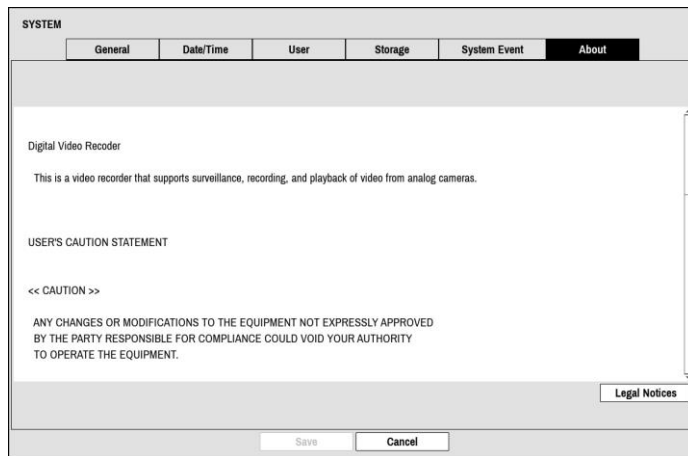 SYSTEM
General Date/Time User Storage System Event About
Digital Video Recoder
This is a video recorder that supports surveillance, recording, and playback of video from analog cameras.
USER'S CAUTION STATEMENT
<< CAUTION >>
ANY CHANGES OR MODIFICATIONS TO THE EQUIPMENT NOT EXPRESSLY APPROVED
BY THE PARTY RESPONSIBLE FOR COMPLIANCE COULD VOID YOUR AUTHORITY
TO OPERATE THE EQUIPMENT.
Legal Notices
Save Cancel